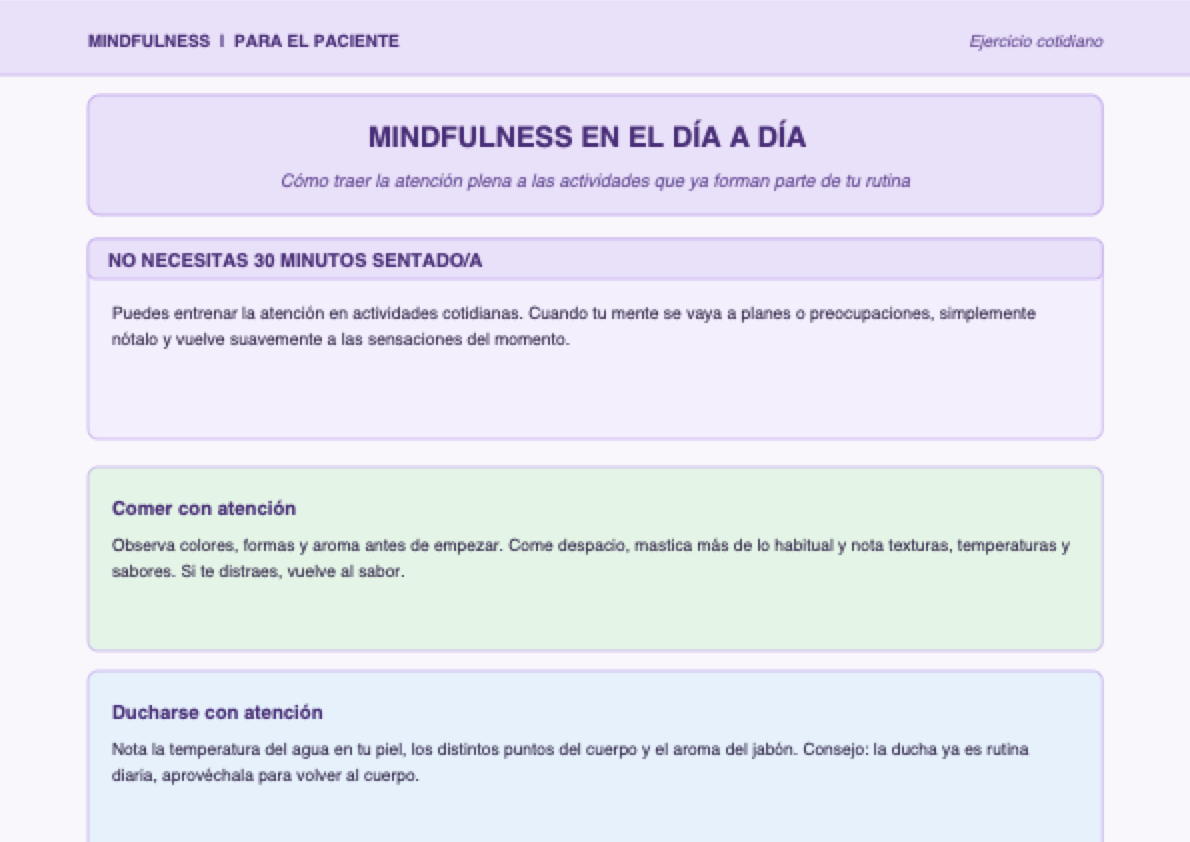 MINDFULNESS | PARA EL PACIENTE
Ejercicio cotidiano
MINDFULNESS EN EL DÍA A DÍA
Cómo traer la atención plena a las actividades que ya forman parte de tu rutina
NO NECESITAS 30 MINUTOS SENTADO/A
Puedes entrenar la atención en actividades cotidianas. Cuando tu mente se vaya a planes o preocupaciones, simplemente
nótalo y vuelve suavemente a las sensaciones del momento.
Comer con atención
Observa colores, formas y aroma antes de empezar. Come despacio, mastica más de lo habitual y nota texturas, temperaturas y
sabores. Si te distraes, vuelve al sabor.
Ducharse con atención
Nota la temperatura del agua en tu piel, los distintos puntos del cuerpo y el aroma del jabón. Consejo: la ducha ya es rutina
diaria, aprovéchala para volver al cuerpo.